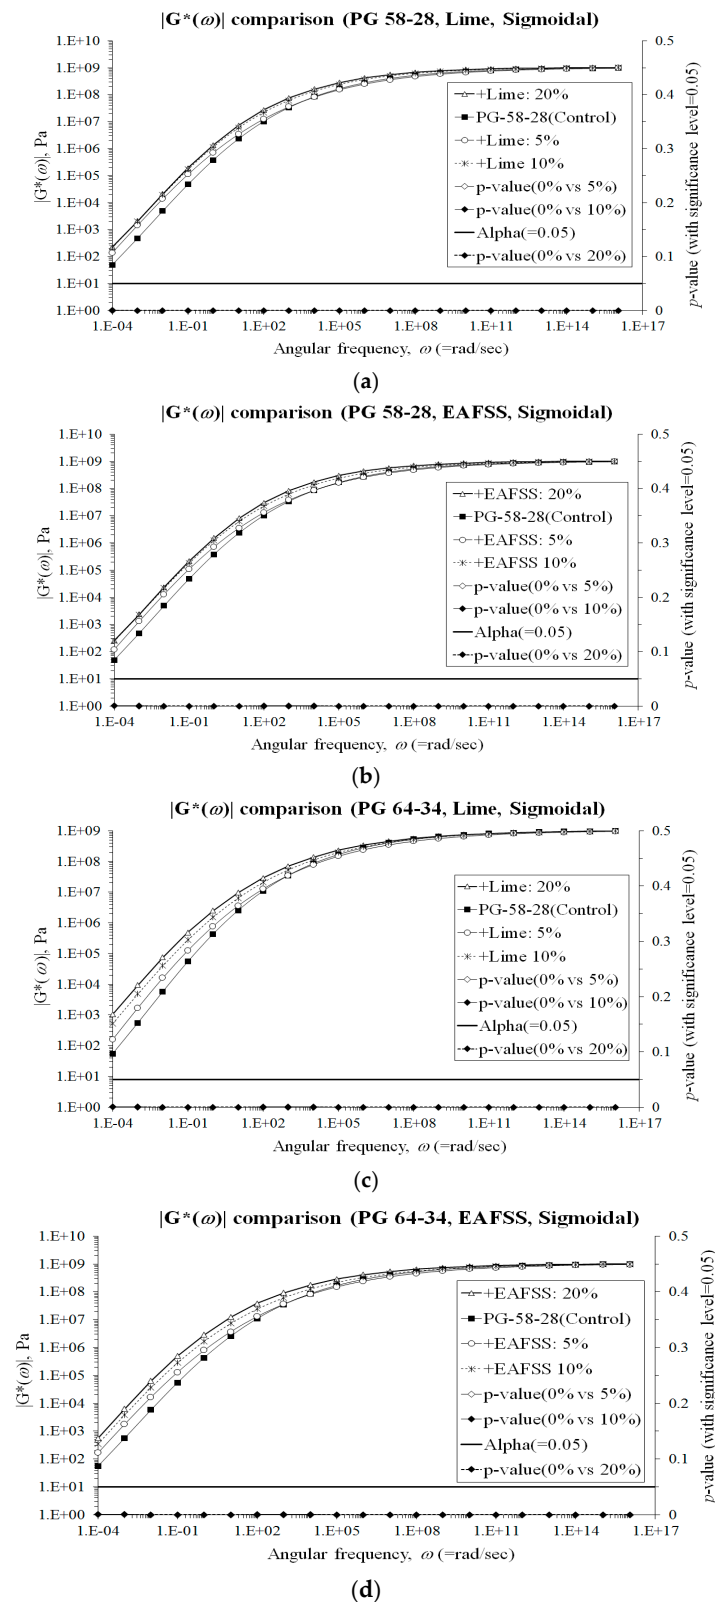 |G*(ω)| comparison (PG 58-28, Lime, Sigmoidal)
1.E+10
1.E+09
1.E+08
1.E+07
1.E+06
1.E+05
1.E+04
1.E+03
1.E+02
1.E+01
1.E+00
|G*(ω)|, Pa
+Lime: 20%
PG-58-28(Control)
+Lime: 5%
+Lime 10%
p-value(0% vs 5%)
p-value(0% vs 10%)
Alpha(=0.05)
p-value(0% vs 20%)
0.5
0.4
0.3
0.2
0.1
0
p-value (with significance level=0.05)
1.E-04 1.E-01 1.E+02 1.E+05 1.E+08 1.E+11 1.E+14 1.E+17
Angular frequency, ω (=rad/sec)
(a)
|G*(ω)| comparison (PG 58-28, EAFSS, Sigmoidal)
1.E+10
1.E+09
1.E+08
1.E+07
1.E+06
1.E+05
1.E+04
1.E+03
1.E+02
1.E+01
1.E+00
|G*(ω)|, Pa
+EAFSS: 20%
PG-58-28(Control)
+EAFSS: 5%
+EAFSS 10%
p-value(0% vs 5%)
p-value(0% vs 10%)
Alpha(=0.05)
p-value(0% vs 20%)
0.5
0.4
0.3
0.2
0.1
0
p-value (with significance level=0.05)
1.E-04 1.E-01 1.E+02 1.E+05 1.E+08 1.E+11 1.E+14 1.E+17
Angular frequency, ω (=rad/sec)
(b)
|G*(ω)| comparison (PG 64-34, Lime, Sigmoidal)
1.E+09
1.E+08
1.E+07
1.E+06
1.E+05
1.E+04
1.E+03
1.E+02
1.E+01
1.E+00
|G*(ω)|, Pa
+Lime: 20%
PG-58-28(Control)
+Lime: 5%
+Lime 10%
p-value(0% vs 5%)
p-value(0% vs 10%)
Alpha(=0.05)
p-value(0% vs 20%)
0.5
0.4
0.3
0.2
0.1
0
p-value (with significance level=0.05)
1.E-04 1.E-01 1.E+02 1.E+05 1.E+08 1.E+11 1.E+14 1.E+17
Angular frequency, ω (=rad/sec)
(c)
|G*(ω)| comparison (PG 64-34, EAFSS, Sigmoidal)
1.E+10
1.E+09
1.E+08
1.E+07
1.E+06
1.E+05
1.E+04
1.E+03
1.E+02
1.E+01
1.E+00
|G*(ω)|, Pa
+EAFSS: 20%
PG-58-28(Control)
+EAFSS: 5%
+EAFSS 10%
p-value(0% vs 5%)
p-value(0% vs 10%)
Alpha(=0.05)
p-value(0% vs 20%)
0.5
0.4
0.3
0.2
0.1
0
p-value (with significance level=0.05)
1.E-04 1.E-01 1.E+02 1.E+05 1.E+08 1.E+11 1.E+14 1.E+17
Angular frequency, ω (=rad/sec)
(d)